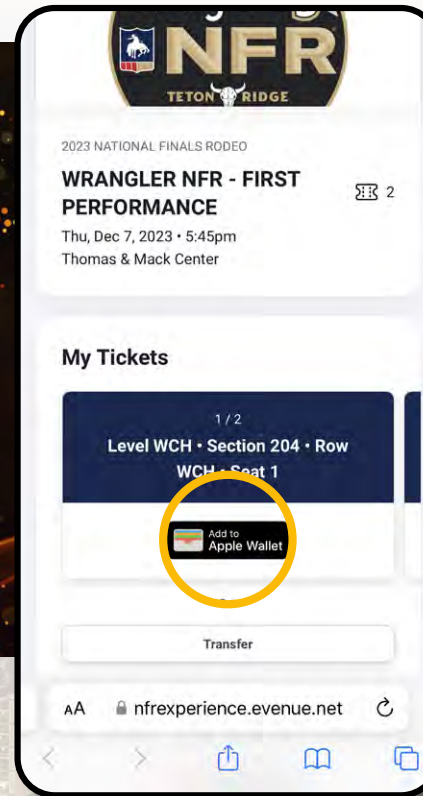 NFR
TETON RIDGE
2023 NATIONAL FINALS RODEO
WRANGLER NFR - FIRST
PERFORMANCE
2
Thu, Dec 7, 2023 • 5:45pm
Thomas & Mack Center
My Tickets
1 / 2
Level WCH • Section 204 • Row
WCH • Seat 1
Add to
Apple Wallet
Transfer
AA nfrexperience.evenue.net